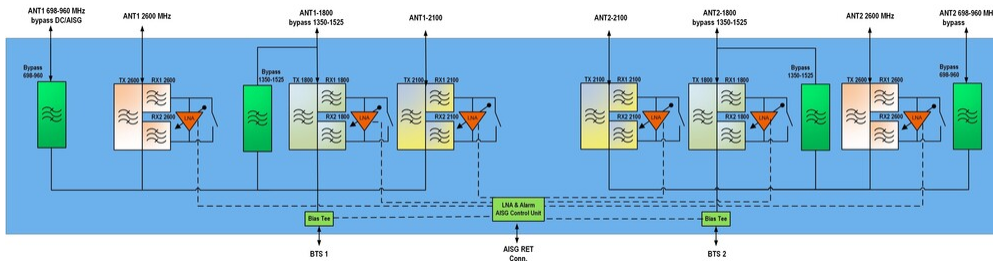 ANT1 698-960 MHz
bypass DC/AISG
ANT1 2600 MHz
ANT1-1800
bypass 1350-1525
ANT1-2100
ANT2-2100
ANT2-1800
bypass 1350-1525
ANT2 2600 MHz
ANT2 698-960 MH
bypass
Bypass
698-960
TX 2600
RX1 2600
RX2 2600
LNA
Bypass
1350-1525
TX 1800
RX1 1800
RX2 1800
LNA
TX 2100
RX1 2100
RX2 2100
LNA
TX 2100
RX1 2100
RX2 2100
LNA
TX 1800
RX1 1800
RX2 1800
LNA
Bypass
1350-1525
TX 2600
RX1 2600
RX2 2600
LNA
Bypass
698-960
Bias Tee
LNA & Alarm
AISG Control Unit
Bias Tee
BTS 1
AISG RET
Conn.
BTS 2